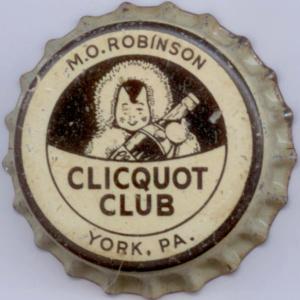 M.O. ROBINSON
CLICQUOT
CLUB
YORK, PA.